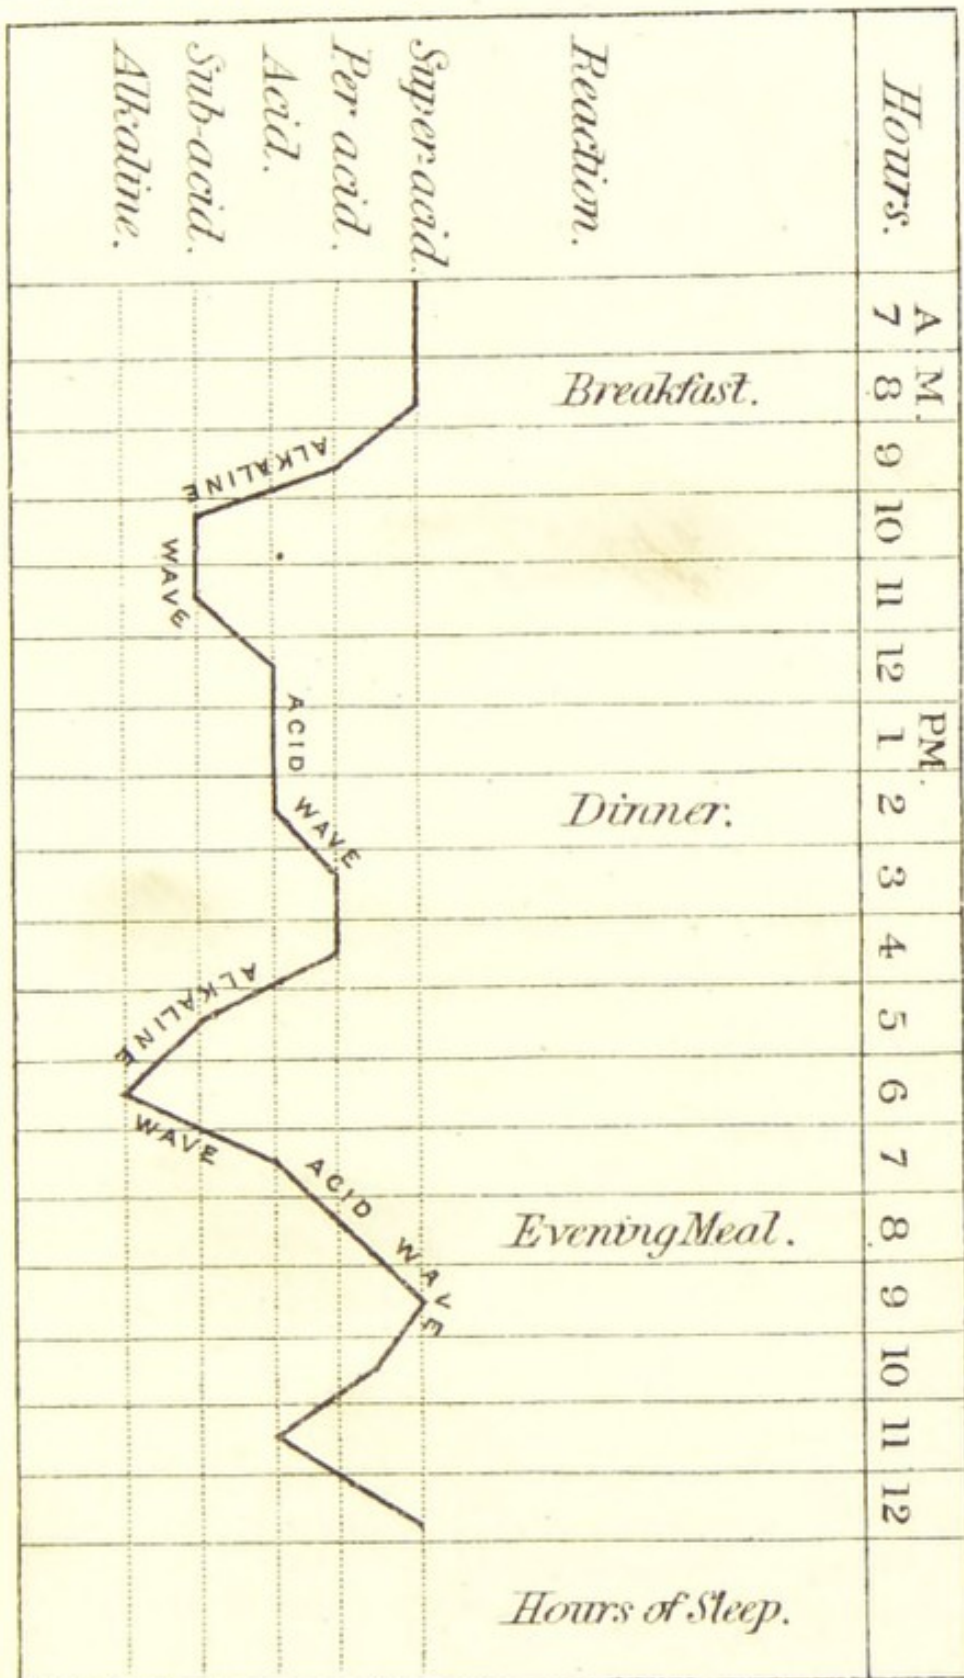 Hours.
A.M.
7 8 9 10 11 12
PM.
1 2 3 4 5 6 7 8 9 10 11 12
Reaction.
Breakfast.
Dinner.
Evening Meal.
Hours of Sleep.
Super-acid.
Per acid.
Acid.
Sub-acid.
Alkaline.
ALKALINE
WAVE
ACID
WAVE
ALKALINE
WAVE
ACID WAVE